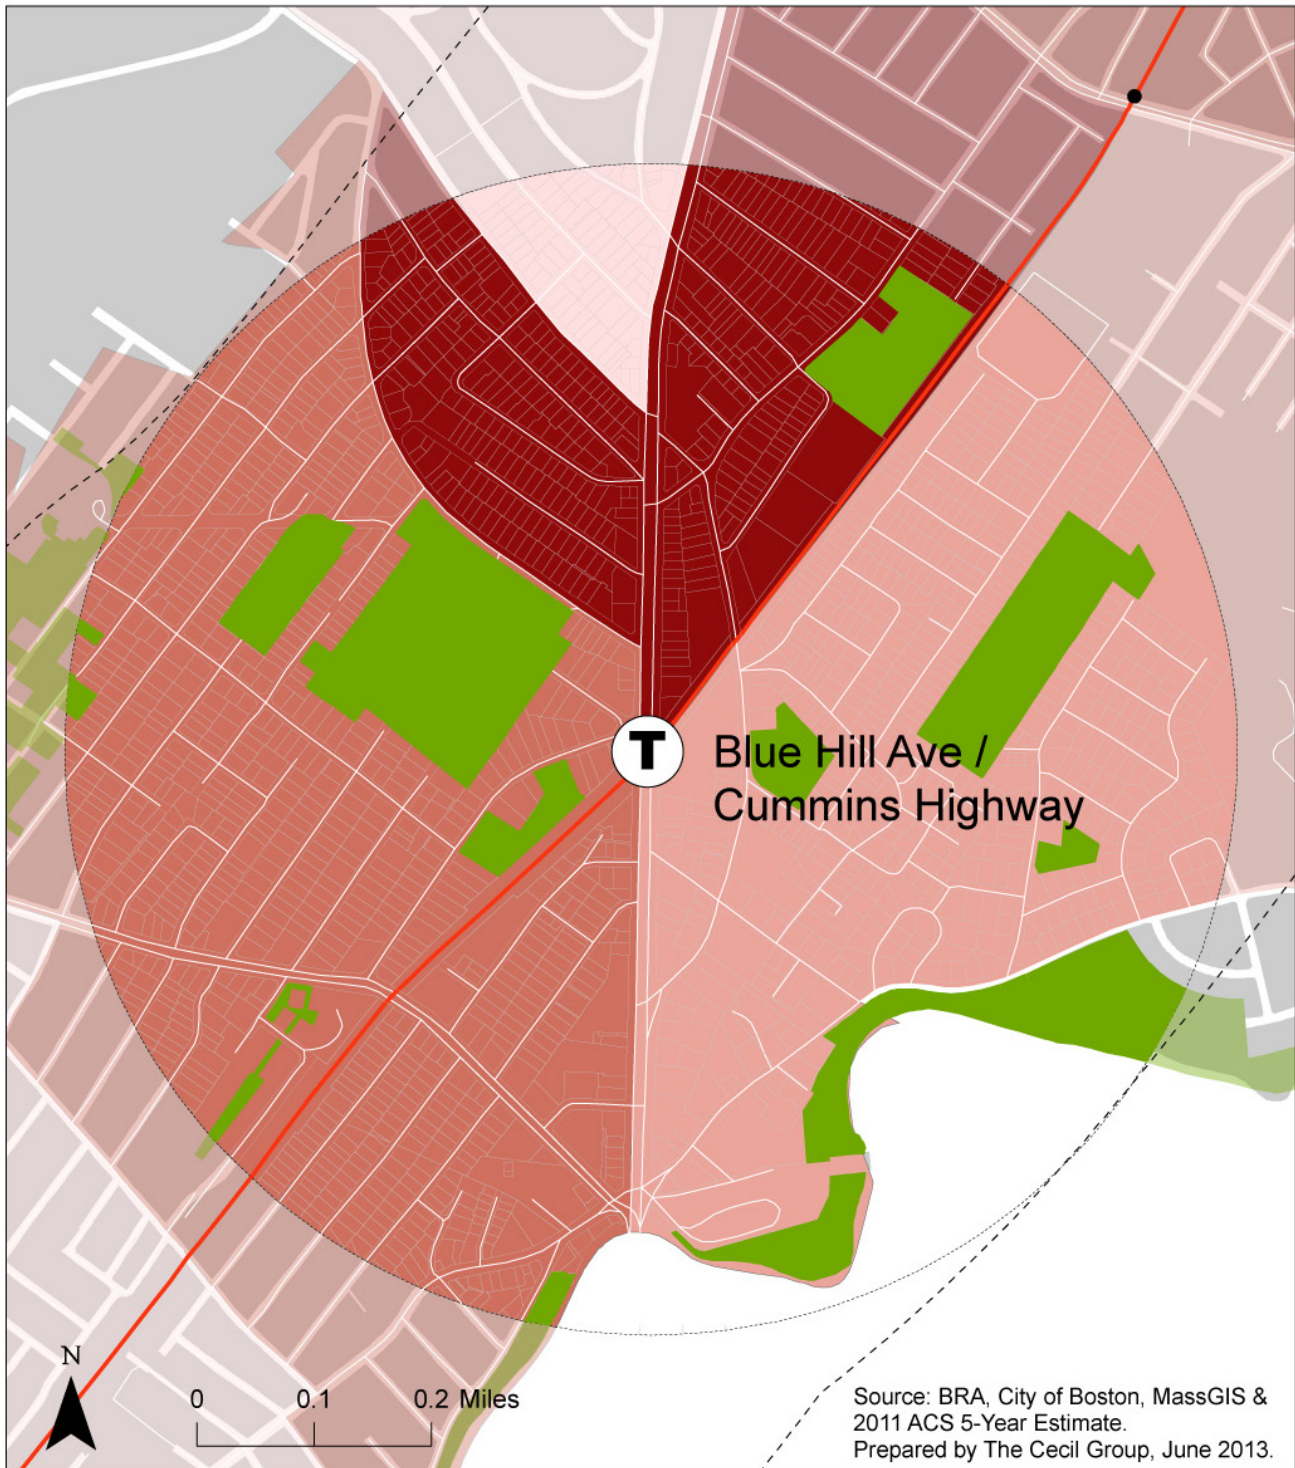 T
Blue Hill Ave /
Cummins Highway
N
0 0.1 0.2 Miles
Source: BRA, City of Boston, MassGIS &
2011 ACS 5-Year Estimate.
Prepared by The Cecil Group, June 2013.